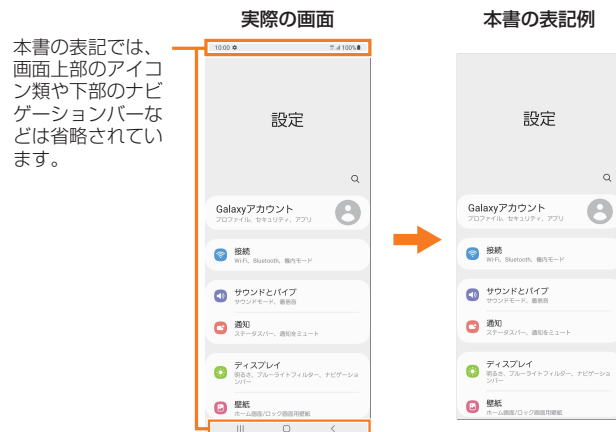 実際の画面
本書の表記例
本書の表記では、
画面上部のアイコ
ン類や下部のナビ
ゲーションバーな
どは省略されてい
ます。
10:00
100%
設定
Galaxyアカウント
プロファイル、セキュリティ、アプリ
接続
Wi-Fi、Bluetooth、機内モード
サウンドとバイブ
サウンドモード、着信音
通知
ステータスバー、通知をミュート
ディスプレイ
明るさ、ブルーライトフィルター、ナビゲーショ
ンバー
壁紙
ホーム画面/ロック画面用壁紙
設定
Galaxyアカウント
プロファイル、セキュリティ、アプリ
接続
Wi-Fi、Bluetooth、機内モード
サウンドとバイブ
サウンドモード、着信音
通知
ステータスバー、通知をミュート
ディスプレイ
明るさ、ブルーライトフィルター、ナビゲーショ
ンバー
壁紙
ホーム画面/ロック画面用壁紙